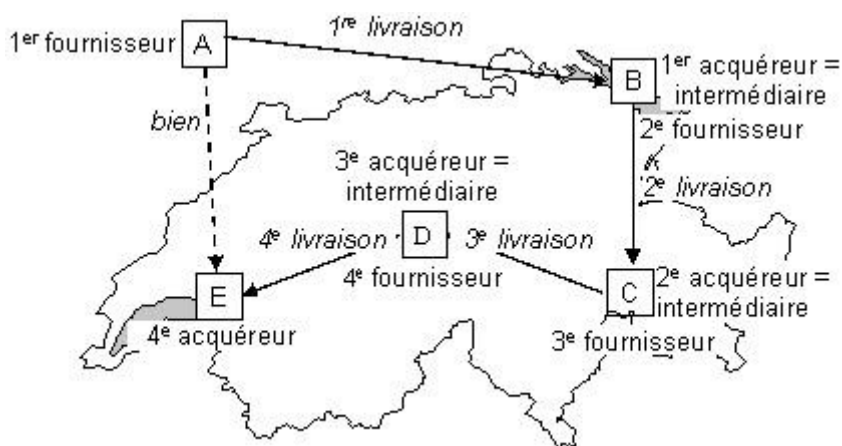 1er fournisseur
A
1re livraison
B
1er acquéreur =
intermédiaire
2e fournisseur
bien
2e livraison
3e acquéreur =
intermédiaire
4e livraison
D
3e livraison
4e fournisseur
E
4e acquéreur
C
2e acquéreur =
intermédiaire
3e fournisseur